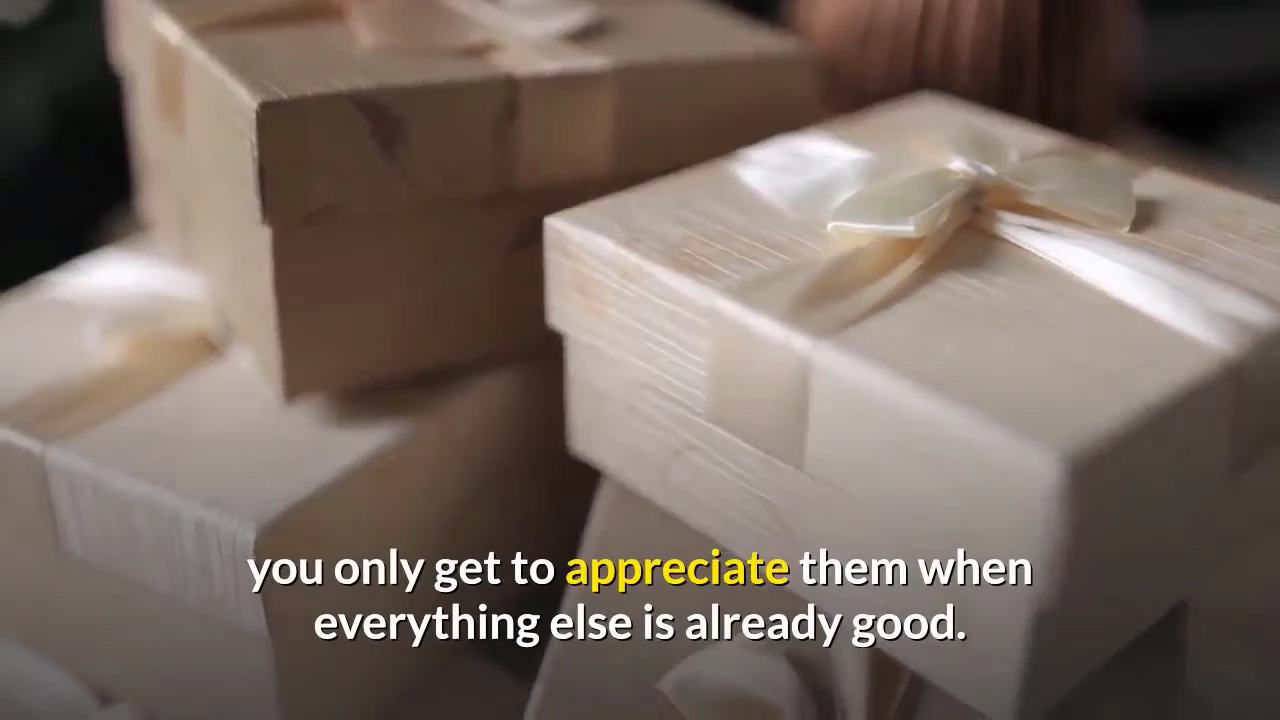 you only get to appreciate them when
everything else is already good.